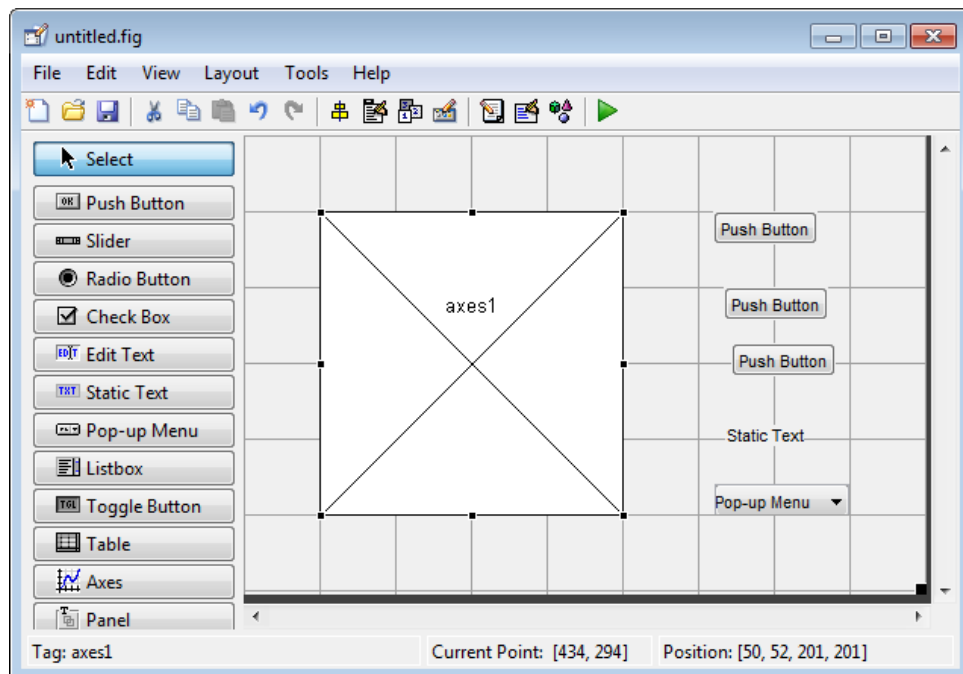 untitled.fig
File Edit View Layout Tools Help
Select
Push Button
Slider
Radio Button
Check Box
Edit Text
Static Text
Pop-up Menu
Listbox
Toggle Button
Table
Axes
Panel
axes1
Push Button
Push Button
Push Button
Static Text
Pop-up Menu
Tag: axes1
Current Point: [434, 294]
Position: [50, 52, 201, 201]